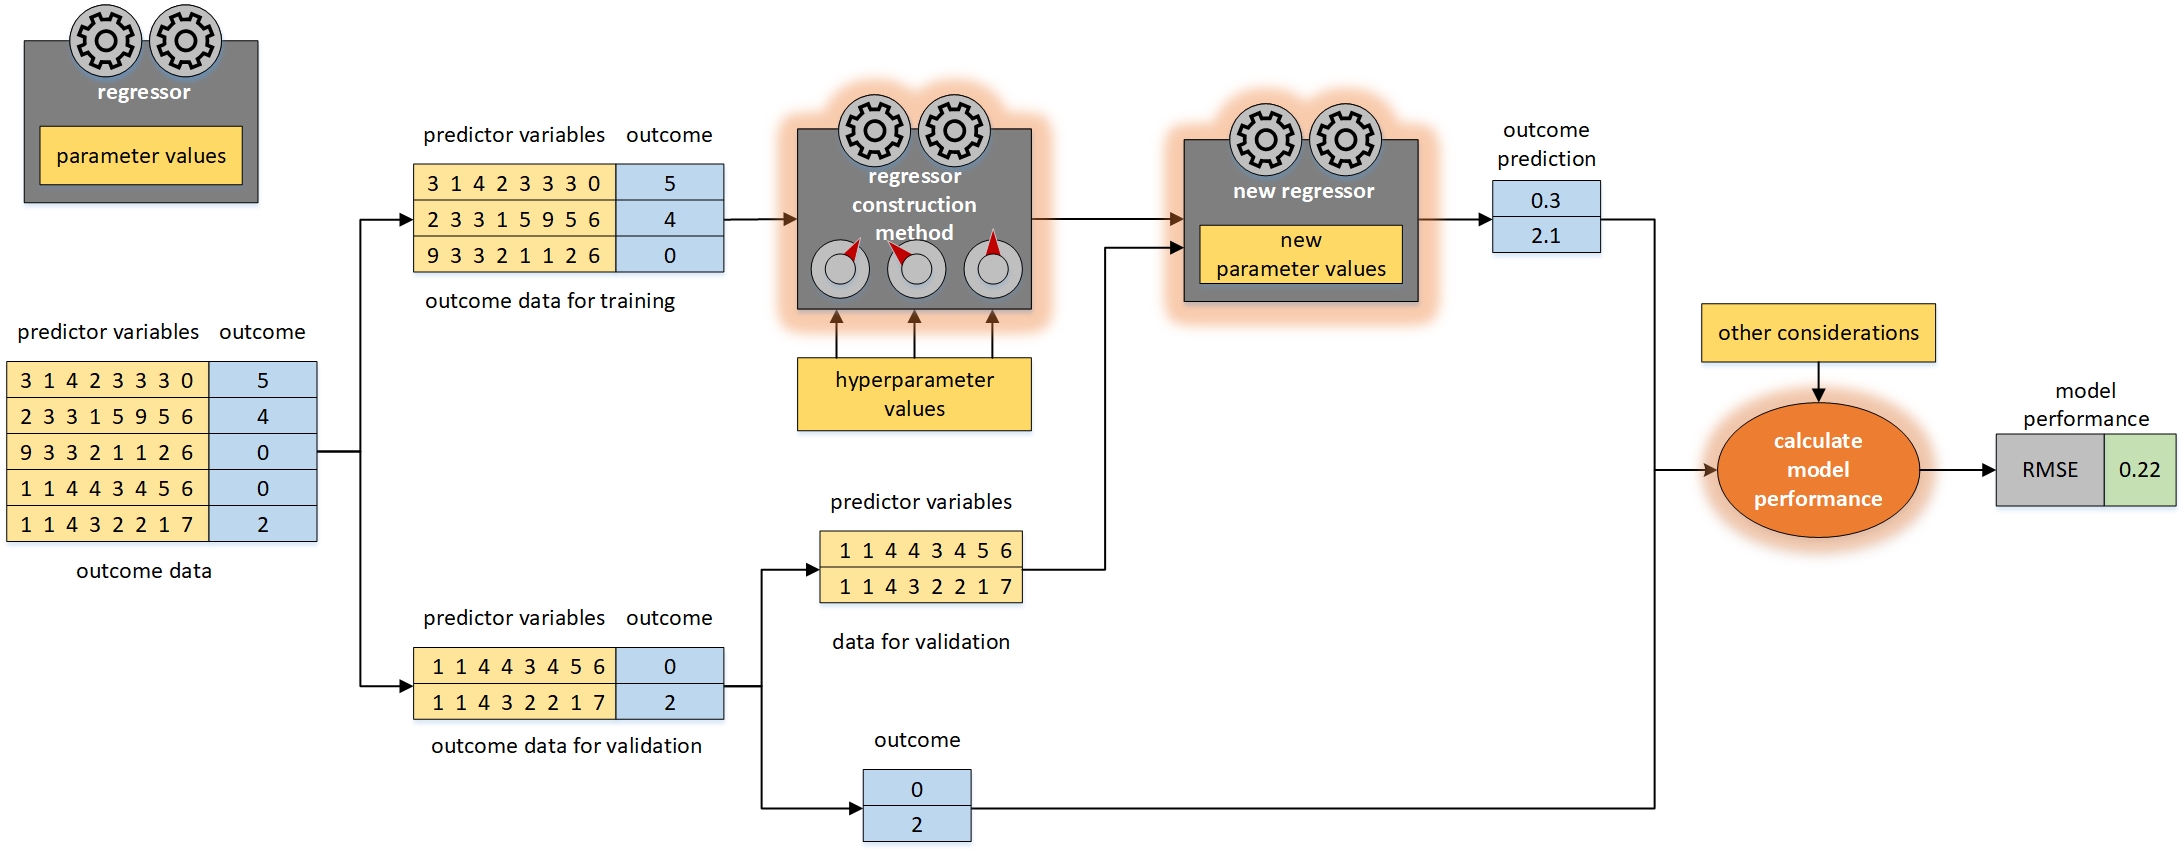 regressor
parameter values
predictor variables outcome
3 1 4 2 3 3 3 0 5
2 3 3 1 5 9 5 6 4
9 3 3 2 1 1 2 6 0
1 1 4 4 3 4 5 6 0
1 1 4 3 2 2 1 7 2
outcome data
predictor variables outcome
3 1 4 2 3 3 3 0 5
2 3 3 1 5 9 5 6 4
9 3 3 2 1 1 2 6 0
outcome data for training
predictor variables outcome
1 1 4 4 3 4 5 6 0
1 1 4 3 2 2 1 7 2
outcome data for validation
regressor
construction
method
hyperparameter
values
predictor variables
1 1 4 4 3 4 5 6
1 1 4 3 2 2 1 7
data for validation
outcome
0
2
new regressor
new
parameter values
outcome
prediction
0.3
2.1
other considerations
calculate
model
performance
model
performance
RMSE 0.22